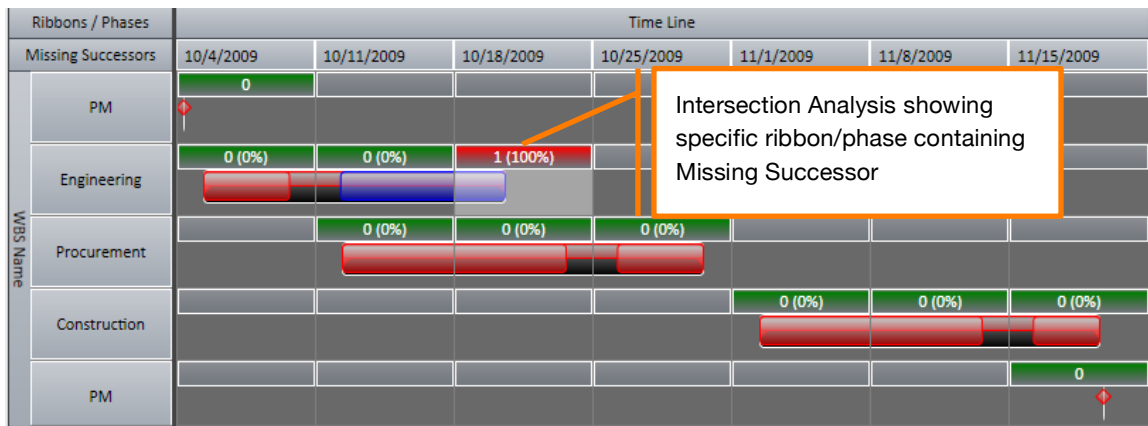 Ribbons / Phases
Time Line
Missing Successors
10/4/2009
10/11/2009
10/18/2009
10/25/2009
11/1/2009
11/8/2009
11/15/2009
WBS Name
PM
0
Engineering
0 (0%)
0 (0%)
1 (100%)
Intersection Analysis showing
specific ribbon/phase containing
Missing Successor
Procurement
0 (0%)
0 (0%)
0 (0%)
Construction
0 (0%)
0 (0%)
0 (0%)
PM
0